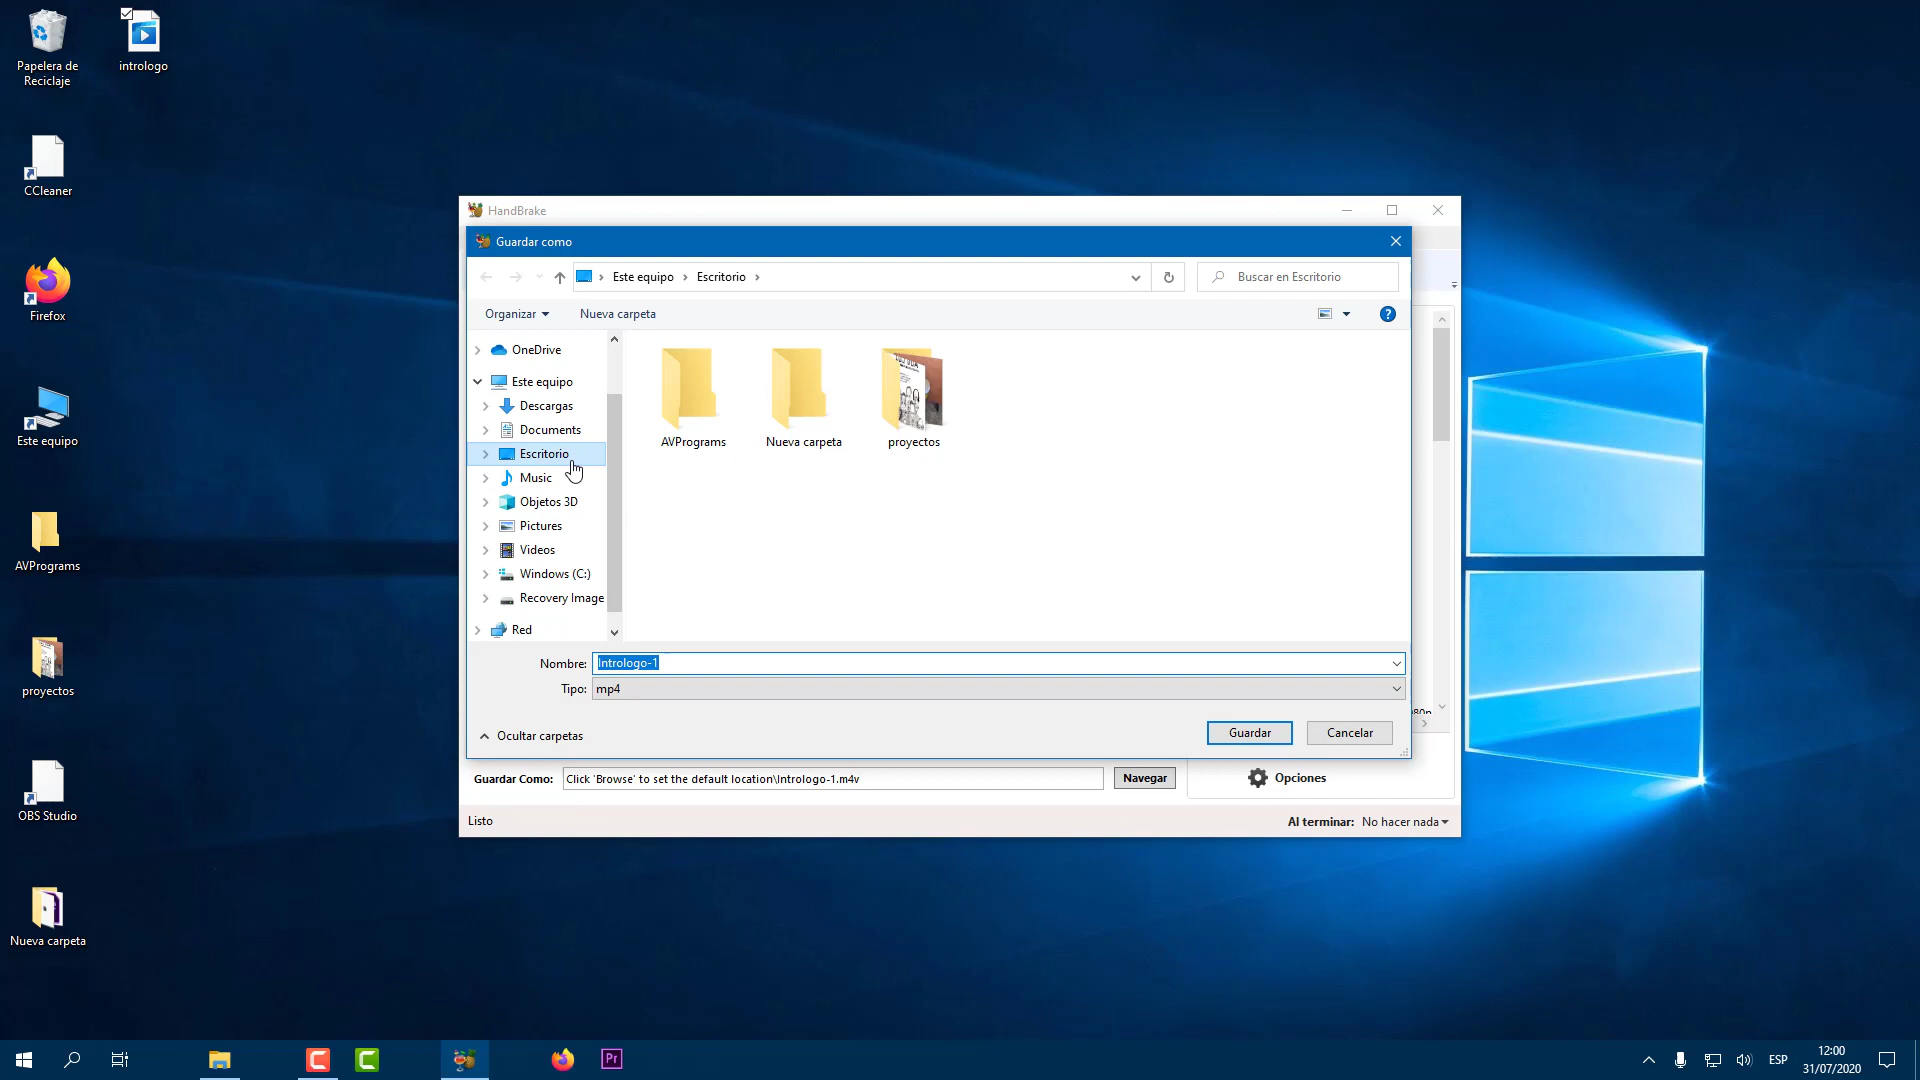 Papelera de
Reciclaje
intrologo
CCleaner
Firefox
Este equipo
AVPrograms
proyectos
OBS Studio
Nueva carpeta
HandBrake
Guardar como
Este equipo
Escritorio
Buscar en Escritorio
Organizar
Nueva carpeta
OneDrive
Este equipo
Descargas
Documents
Escritorio
Music
Objetos 3D
Pictures
Videos
Windows (C:)
Recovery Image
Red
AVPrograms
Nueva carpeta
proyectos
Nombre: Intrologo-1
Tipo: mp4
Ocultar carpetas
Guardar
Cancelar
Guardar Como: Click 'Browse' to set the default location\Intrologo-1.m4v
Navegar
Opciones
Listo
Al terminar: No hacer nada
Pr
ESP
12:00
31/07/2020